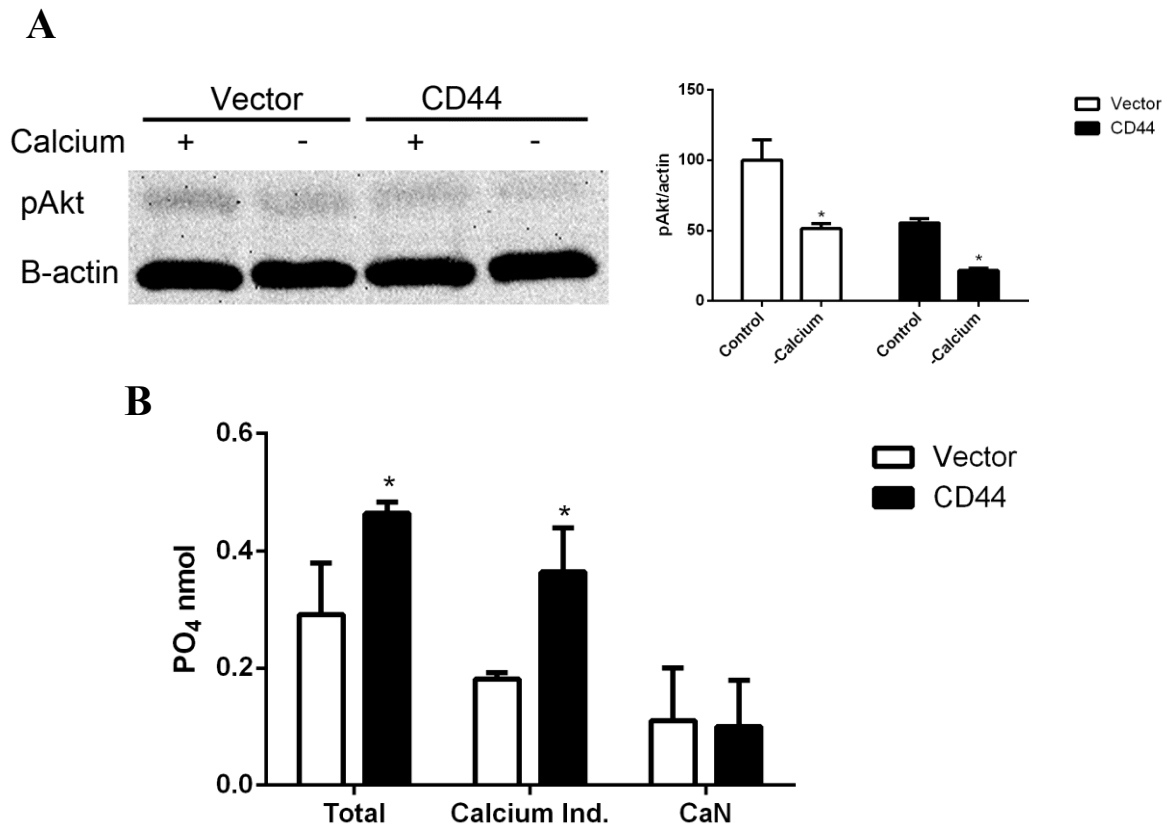 A
Vector CD44
Calcium + - + -
pAkt
B-actin
150
100
50
0
pAkt/actin
Control
-Calcium
Control
-Calcium
* *
Vector
CD44
B
0.6
0.4
0.2
0.0
PO4 nmol
* *
Total Calcium Ind. CaN
Vector
CD44